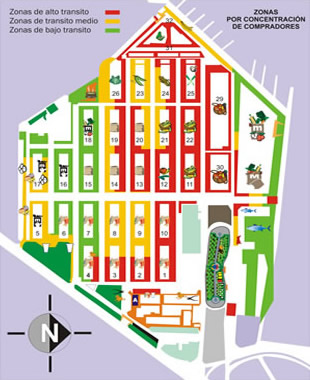 Zonas de alto transito
Zonas de transito medio
Zonas de bajo transito
ZONAS
POR CONCENTRACIÓN
DE COMPRADORES
32
31
26 24 23 25 29
18 19 20 21 22
17 16 15 14 13 12 11 30
5 6 7 8 9 10
4 3 2 1
A
N